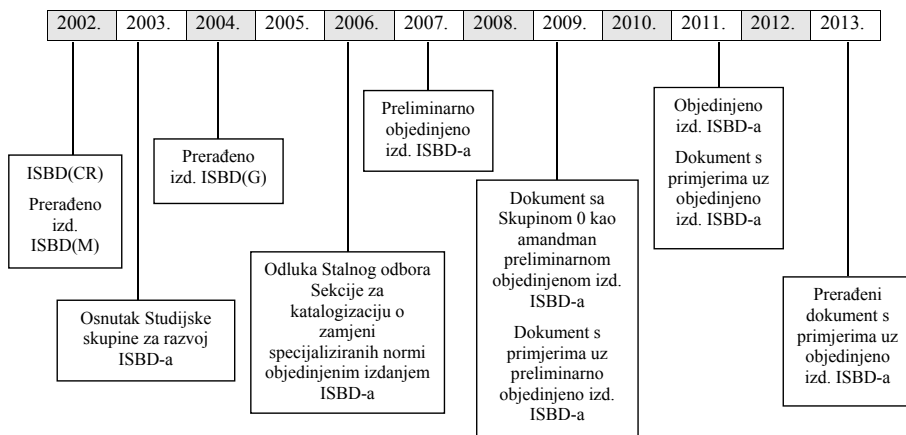 2002. 2003. 2004. 2005. 2006. 2007. 2008. 2009. 2010. 2011. 2012. 2013.
ISBD(CR)
Prerađeno
izd.
ISBD(M)
Osnutak Studijske
skupine za razvoj
ISBD-a
Prerađeno
izd. ISBD(G)
Odluka Stalnog odbora
Sekcije za
katalogizaciju o
zamjeni
specijaliziranih normi
objedinjenim izdanjem
ISBD-a
Preliminarno
objedinjeno
izd. ISBD-a
Dokument sa
Skupinom 0 kao
amandman
preliminarnom
objedinjenom izd.
ISBD-a
Dokument s
primjerima uz
preliminarno
objedinjeno izd.
ISBD-a
Objedinjeno
izd. ISBD-a
Dokument s
primjerima uz
objedinjeno
izd. ISBD-a
Prerađeni
dokument s
primjerima uz
objedinjeno
izd. ISBD-a